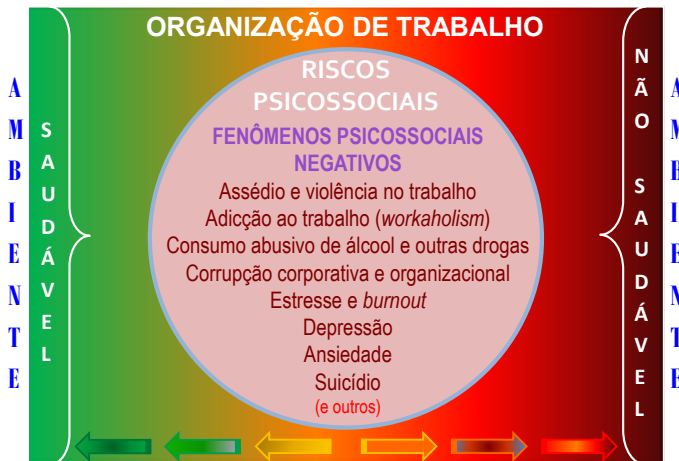 ORGANIZAÇÃO DE TRABALHO
AMBIENTE
SAUDÁVEL
RISCOS
PSICOSSOCIAIS
FENÔMENOS PSICOSSOCIAIS
NEGATIVOS
Assédio e violência no trabalho
Adicção ao trabalho (workaholism)
Consumo abusivo de álcool e outras drogas
Corrupção corporativa e organizacional
Estresse e burnout
Depressão
Ansiedade
Suicídio
(e outros)
NÃO SAUDÁVEL
AMBIENTE